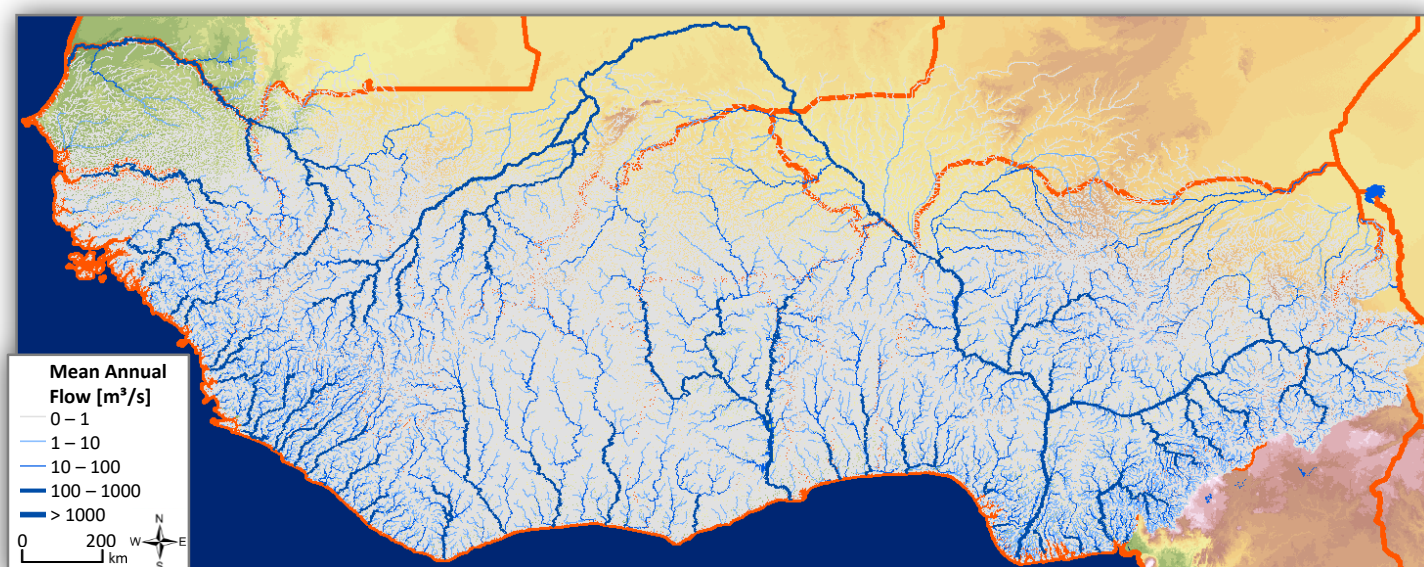 Mean Annual
Flow [m³/s]
0 – 1
1 – 10
10 – 100
100 – 1000
> 1000
N
W E
S
0 200
km